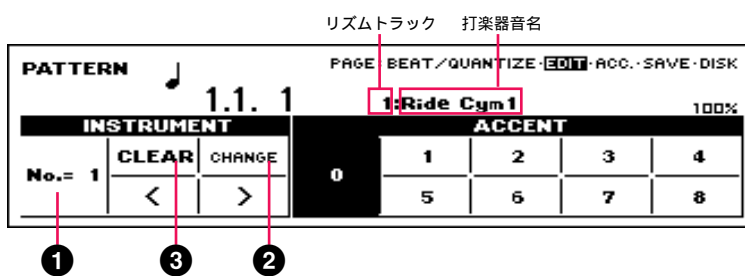 リズムトラック 打楽器音名
PATTERN ♩ PAGE:BEAT/QUANTIZE·EDIT·ACC.·SAVE·DISK
1.1. 1 1:Ride Cym1 100%
INSTRUMENT ACCENT
No.= 1 CLEAR CHANGE 0 1 2 3 4
< > 5 6 7 8
1 3 2